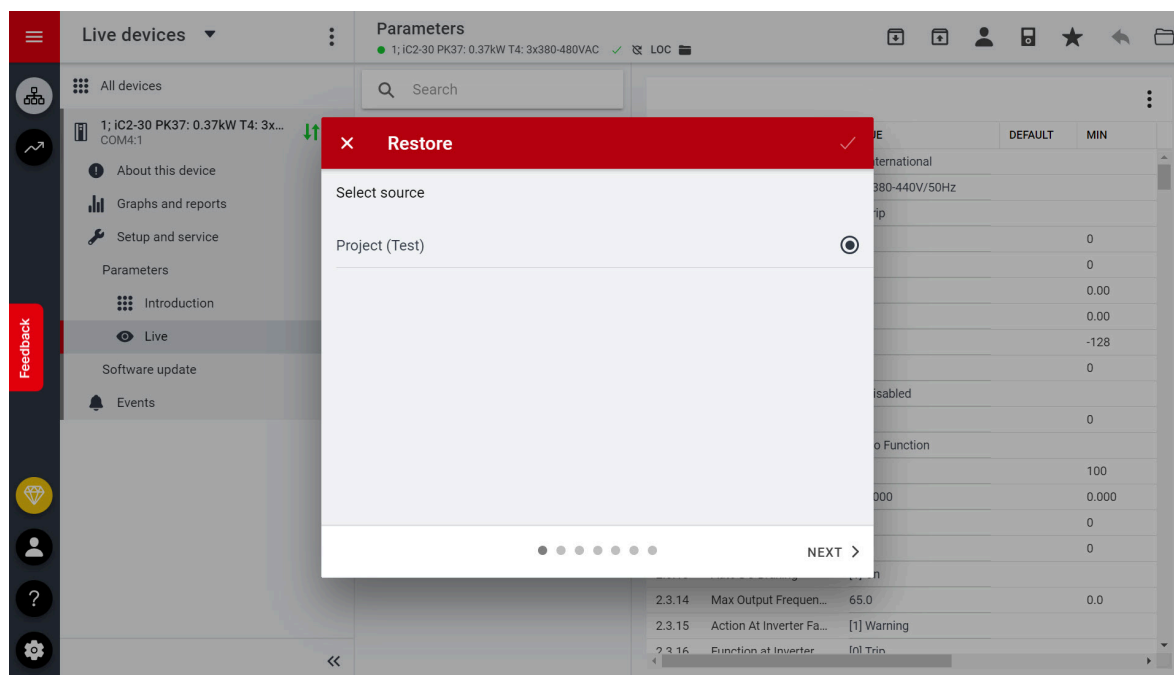 Live devices
Parameters
1; iC2-30 PK37: 0.37kW T4: 3x380-480VAC LOC
All devices
Search
1; iC2-30 PK37: 0.37kW T4: 3x...
COM4:1
About this device
Graphs and reports
Setup and service
Parameters
Introduction
Live
Software update
Events
Feedback
Restore
Select source
Project (Test)
NEXT
DEFAULT MIN
380-440V/50Hz
0
0
0.00
0.00
-128
0
0
100
000 0.000
0
0
2.3.14 Max Output Frequen... 65.0 0.0
2.3.15 Action At Inverter Fa... [1] Warning
2.3.16 Function at Inverter [0] Trip